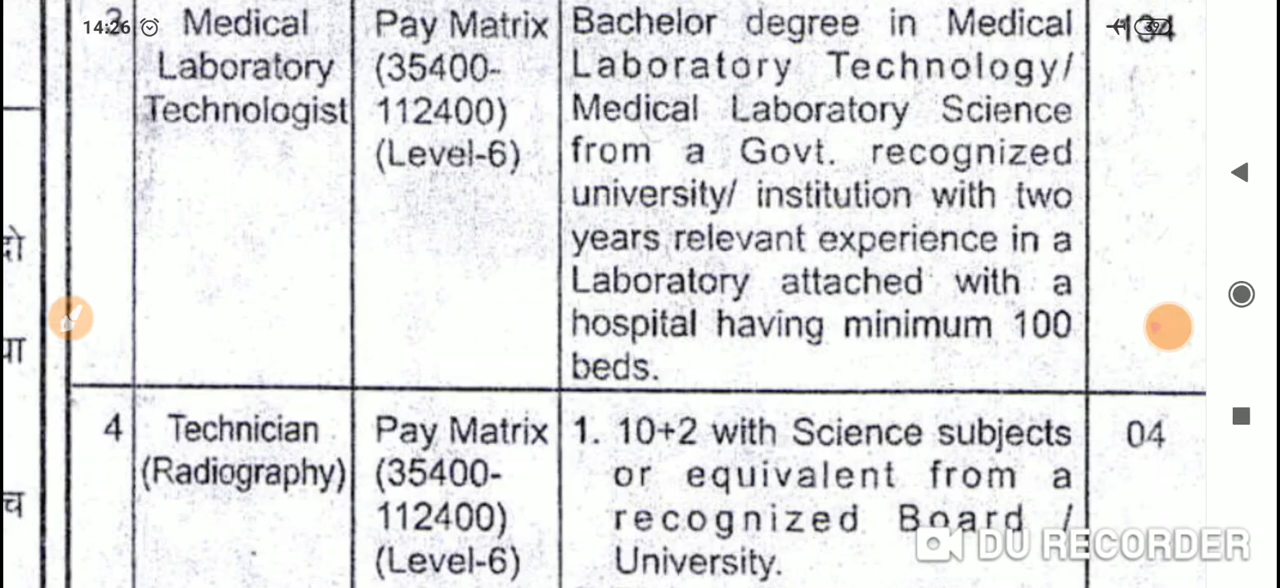 14:26
Medical
Laboratory
Technologist
Pay Matrix
(35400-
112400)
(Level-6)
Bachelor degree in Medical
Laboratory Technology/
Medical Laboratory Science
from a Govt. recognized
university/ institution with two
years relevant experience in a
Laboratory attached with a
hospital having minimum 100
beds.
4
Technician
(Radiography)
Pay Matrix
(35400-
112400)
(Level-6)
1. 10+2 with Science subjects
or equivalent from a
recognized Board /
University.
04
DU RECORDER